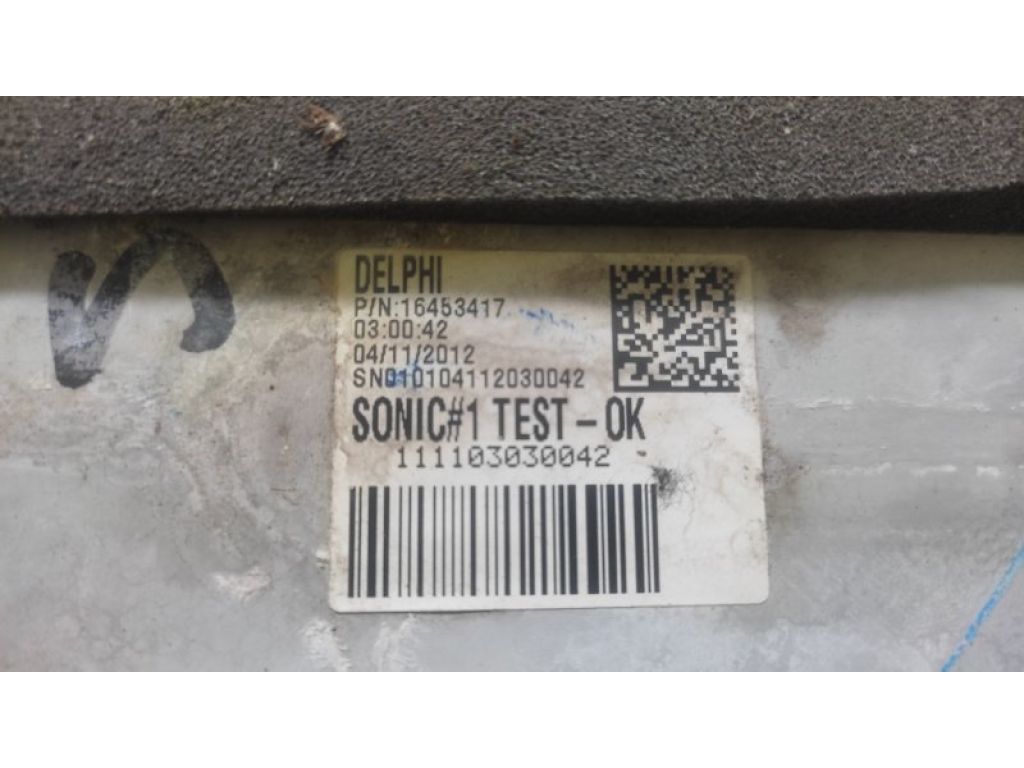 DELPHI
P/N:16453417
03:00:42
04/11/2012
SN010104112030042
SONIC#1 TEST-OK
111103030042